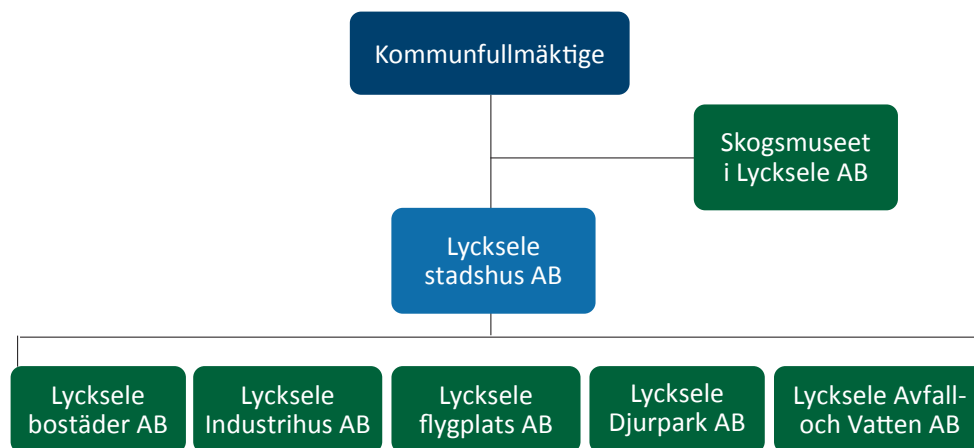 Kommunfullmäktige
Skogsmuseet
i Lycksele AB
Lycksele
stadshus AB
Lycksele
bostäder AB
Lycksele
Industrihus AB
Lycksele
flygplats AB
Lycksele
Djurpark AB
Lycksele Avfall-
och Vatten AB